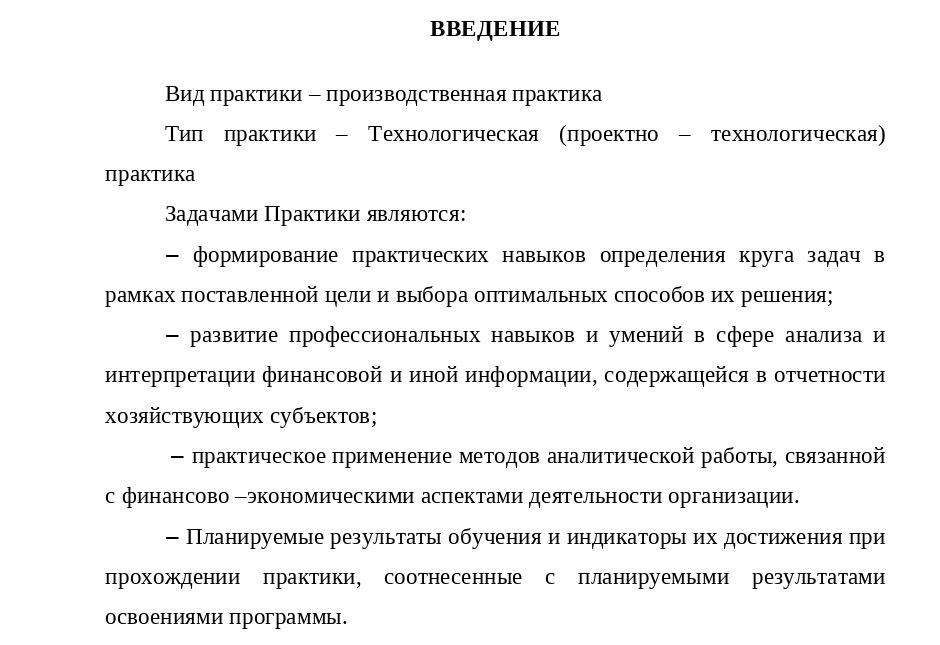 ВВЕДЕНИЕ
Вид практики – производственная практика
Тип практики – Технологическая (проектно – технологическая)
практика
Задачами Практики являются:
– формирование практических навыков определения круга задач в
рамках поставленной цели и выбора оптимальных способов их решения;
– развитие профессиональных навыков и умений в сфере анализа и
интерпретации финансовой и иной информации, содержащейся в отчетности
хозяйствующих субъектов;
– практическое применение методов аналитической работы, связанной
с финансово –экономическими аспектами деятельности организации.
– Планируемые результаты обучения и индикаторы их достижения при
прохождении практики, соотнесенные с планируемыми результатами
освоениями программы.